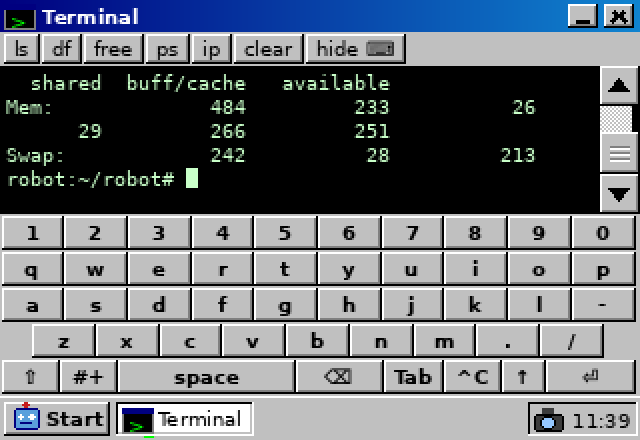 Terminal
ls df free ps ip clear hide ⌨
shared buff/cache available
Mem: 484 233 26
29 266 251
Swap: 242 28 213
robot:~/robot#
1 2 3 4 5 6 7 8 9 0
q w e r t y u i o p
a s d f g h j k l -
z x c v b n m . /
⇧ #+ space ⌫ Tab ^C ↑ ⏎
Start Terminal 11:39